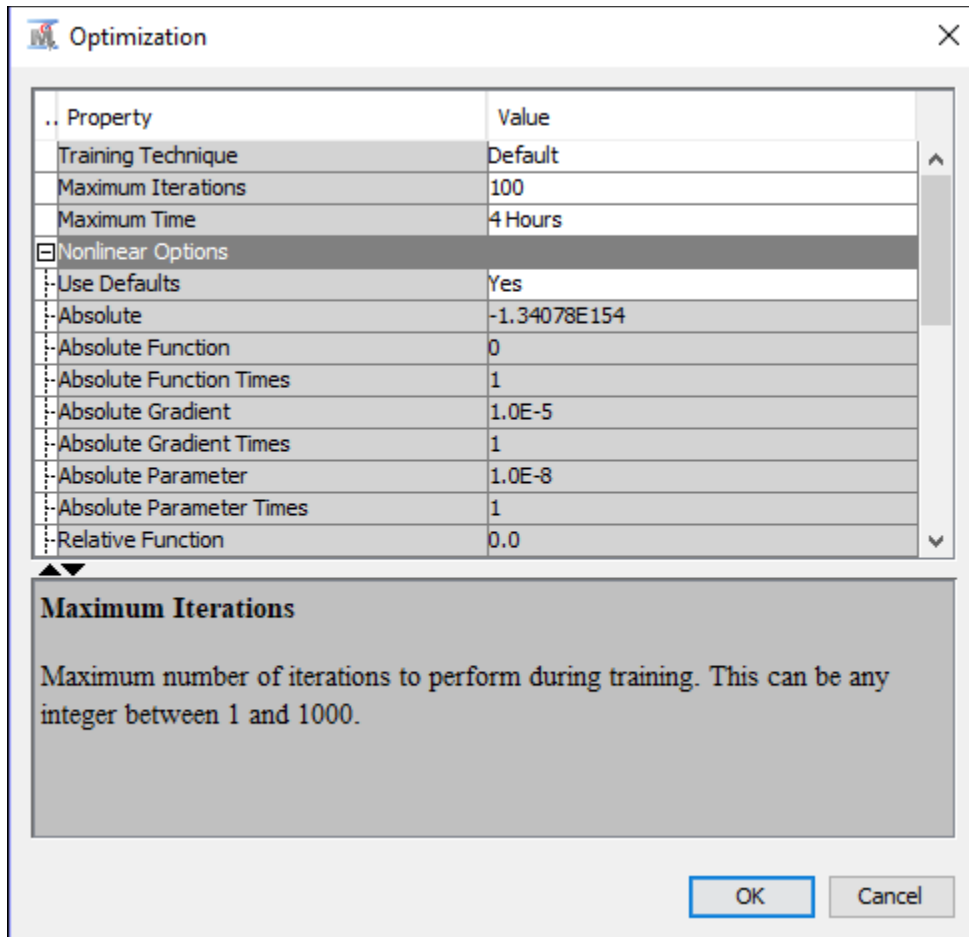 Optimization
.. Property Value
Training Technique Default
Maximum Iterations 100
Maximum Time 4 Hours
Nonlinear Options
Use Defaults Yes
Absolute -1.34078E154
Absolute Function 0
Absolute Function Times 1
Absolute Gradient 1.0E-5
Absolute Gradient Times 1
Absolute Parameter 1.0E-8
Absolute Parameter Times 1
Relative Function 0.0
Maximum Iterations
Maximum number of iterations to perform during training. This can be any
integer between 1 and 1000.
OK Cancel